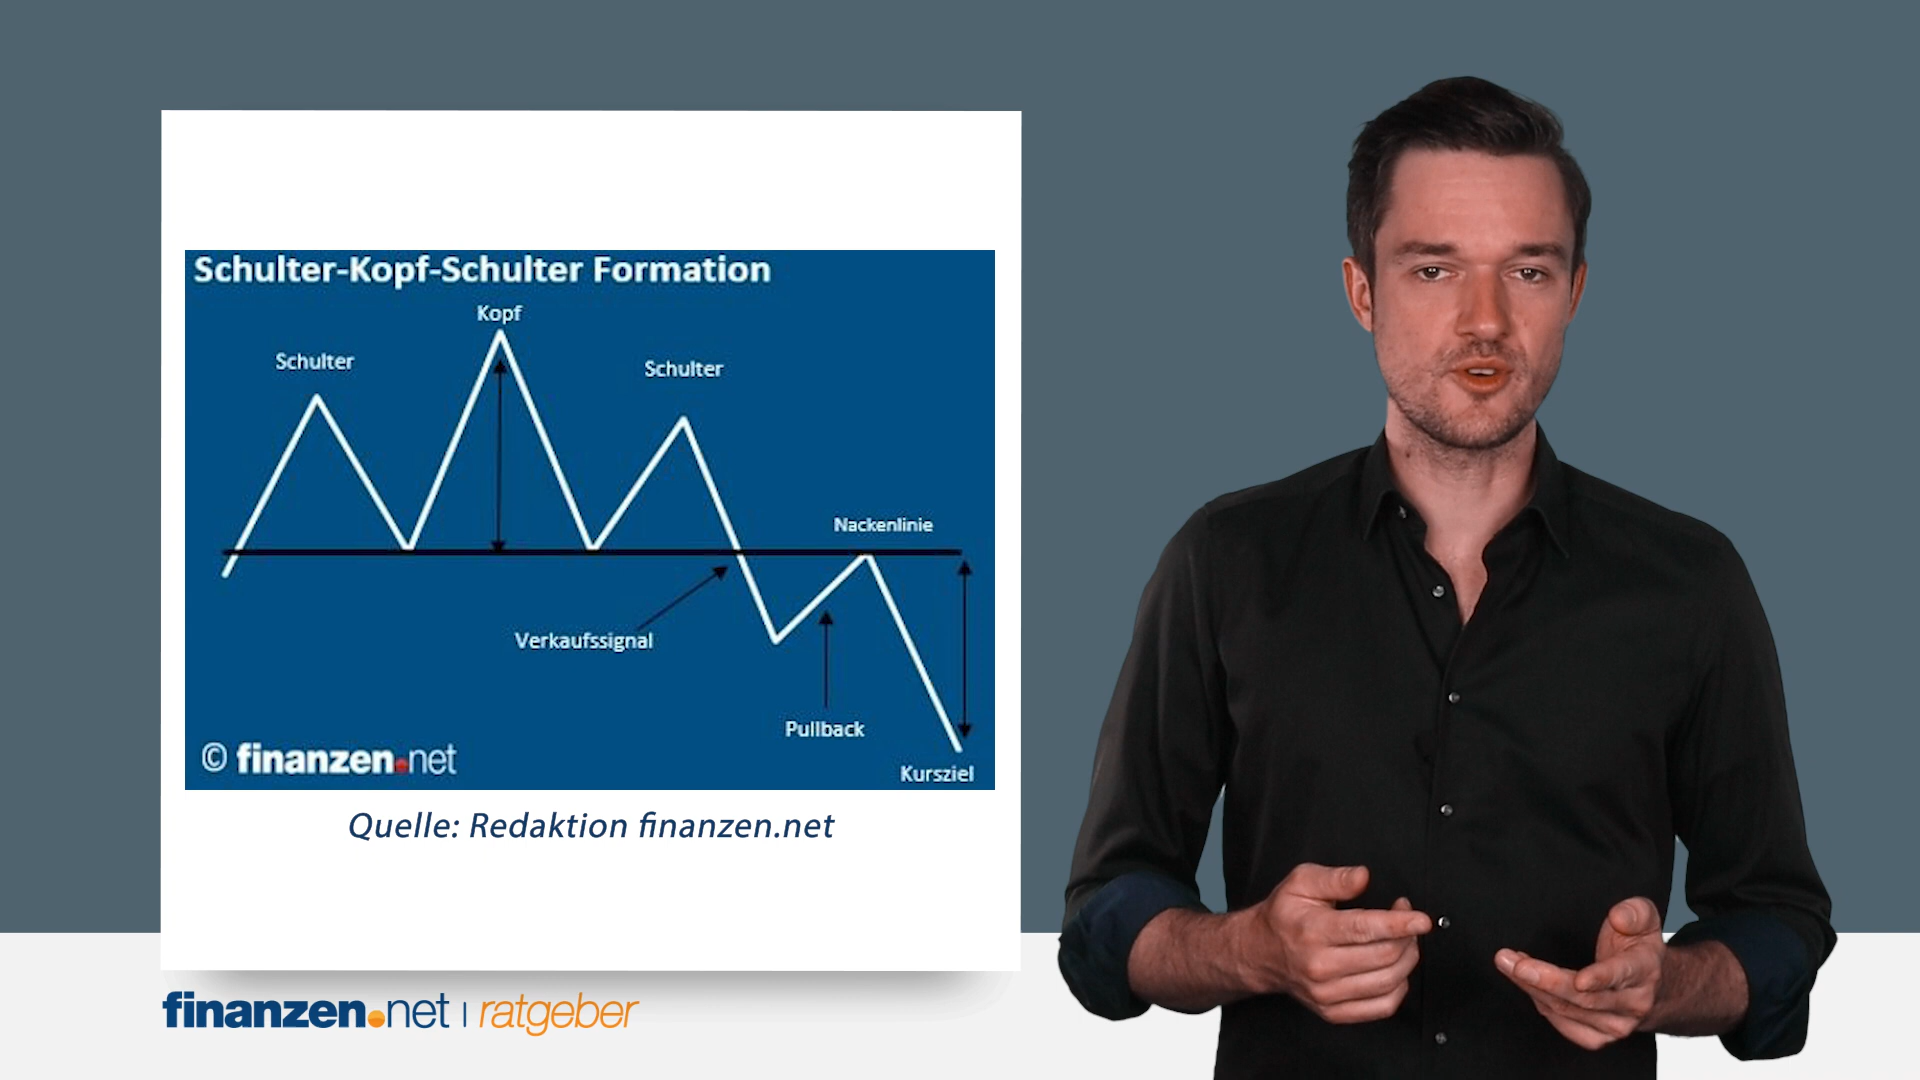 Schulter-Kopf-Schulter Formation
Kopf
Schulter
Schulter
Nackenlinie
Verkaufssignal
Pullback
Kursziel
© finanzen.net
Quelle: Redaktion finanzen.net
finanzen.net | ratgeber